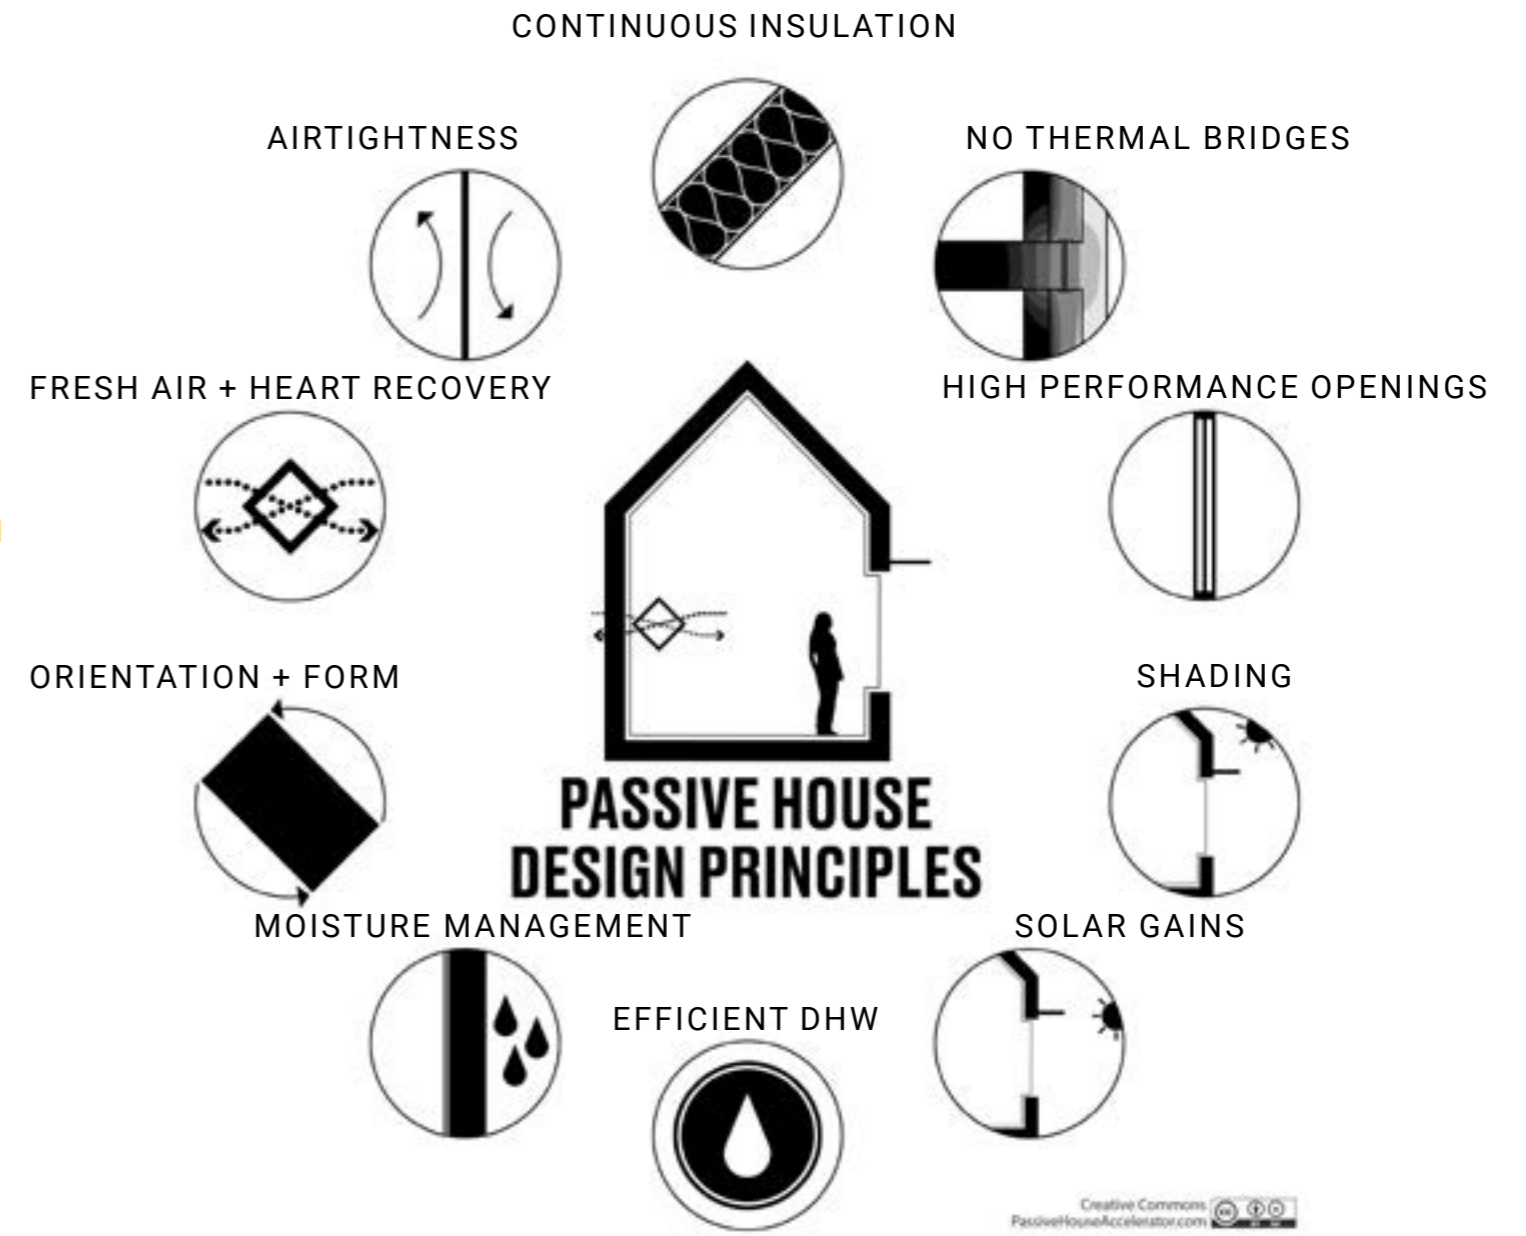 CONTINUOUS INSULATION
AIRTIGHTNESS
NO THERMAL BRIDGES
FRESH AIR + HEART RECOVERY
HIGH PERFORMANCE OPENINGS
ORIENTATION + FORM
SHADING
PASSIVE HOUSE
DESIGN PRINCIPLES
MOISTURE MANAGEMENT
SOLAR GAINS
EFFICIENT DHW
Creative Commons
PassiveHouseAccelerator.com